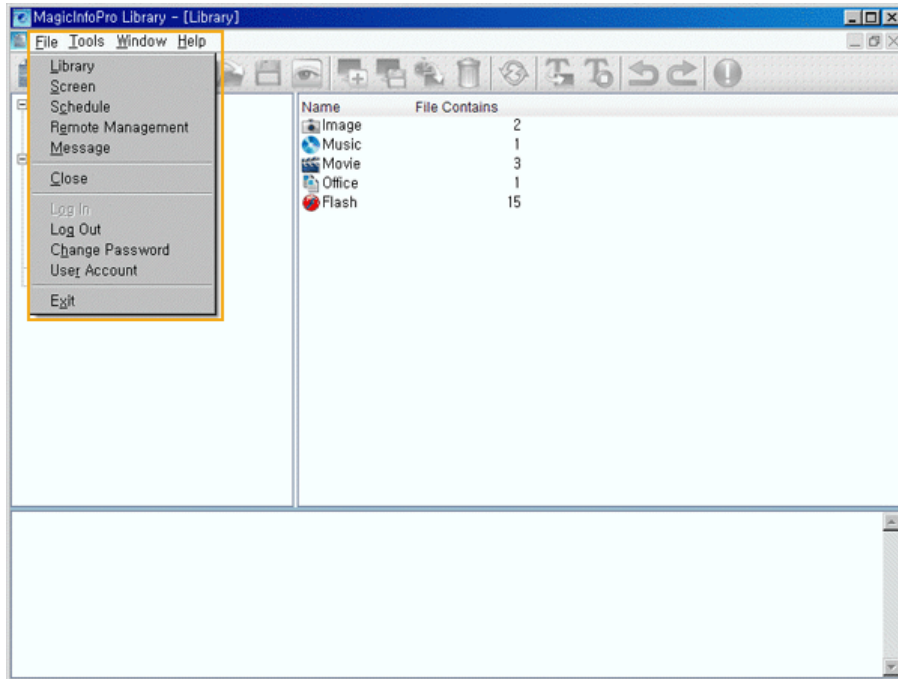 MagicInfoPro Library - [Library]
File Tools Window Help
Library
Screen
Schedule
Remote Management
Message
Close
Log In
Log Out
Change Password
User Account
Exit
Name File Contains
Image 2
Music 1
Movie 3
Office 1
Flash 15